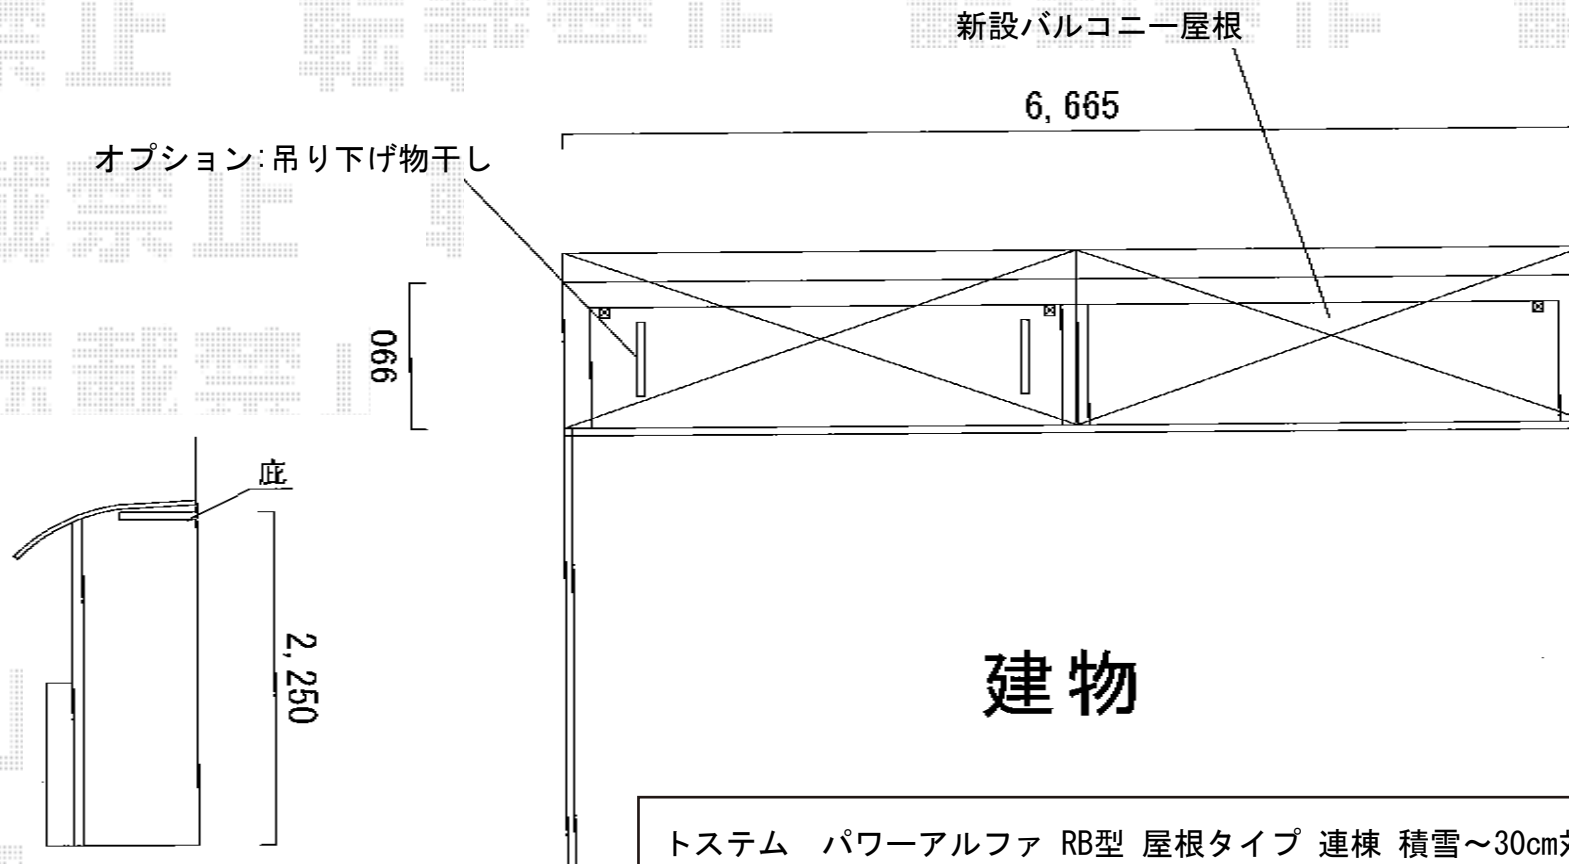 新設バルコニー屋根
6,665
オプション:吊り下げ物干し
990
庇
2,250
建物
トステム パワーアルファ RB型 屋根タイプ 連棟 積雪～30cm